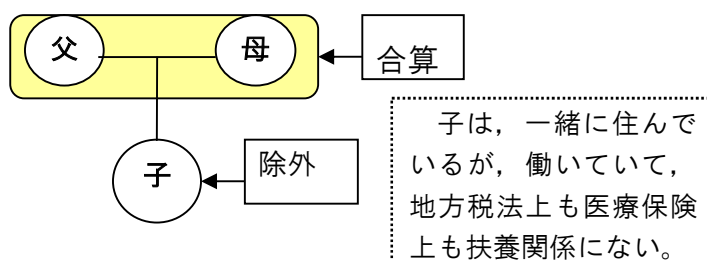 父
母
合算
子
除外
子は，一緒に住んで
いるが，働いていて，
地方税法上も医療保険
上も扶養関係にない。